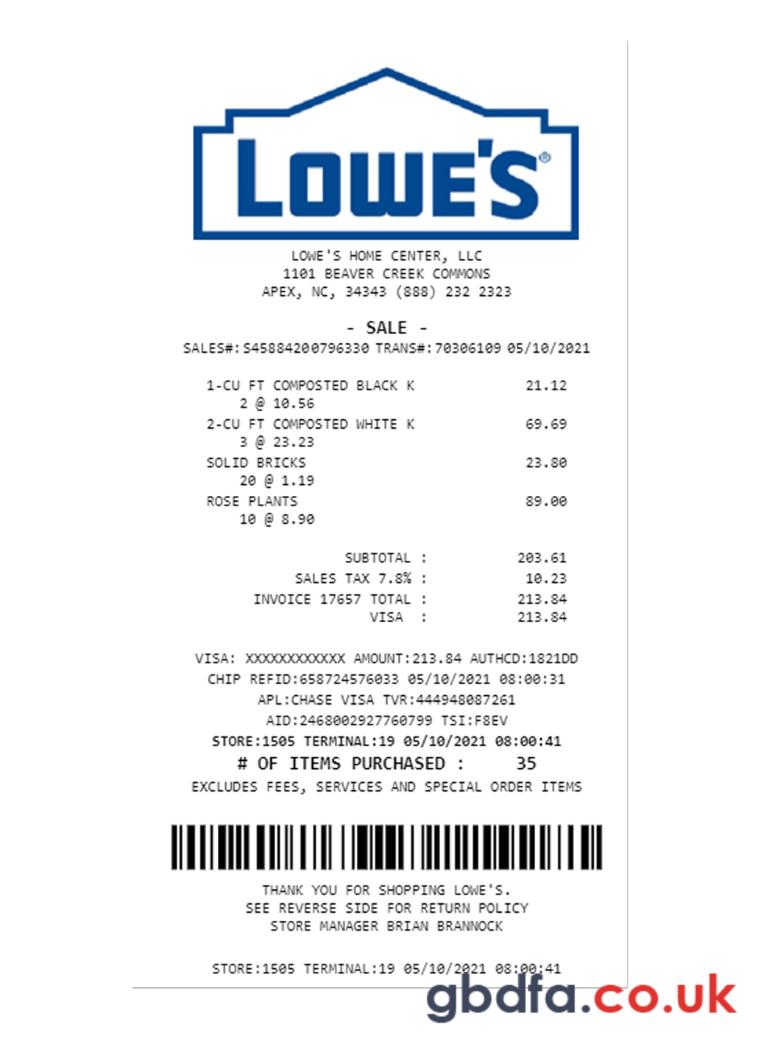 LOWE'S®
LOWE'S HOME CENTER, LLC
1101 BEAVER CREEK COMMONS
APEX, NC, 34343 (888) 232 2323
- SALE -
SALES#:S45884200796330 TRANS#:70306109 05/10/2021
1-CU FT COMPOSTED BLACK K 21.12
2 @ 10.56
2-CU FT COMPOSTED WHITE K 69.69
3 @ 23.23
SOLID BRICKS 23.80
20 @ 1.19
ROSE PLANTS 89.00
10 @ 8.90
SUBTOTAL : 203.61
SALES TAX 7.8% : 10.23
INVOICE 17657 TOTAL : 213.84
VISA : 213.84
VISA: XXXXXXXXXXXX AMOUNT:213.84 AUTHCD:1821DD
CHIP REFID:658724576033 05/10/2021 08:00:31
APL:CHASE VISA TVR:444948087261
AID:2468002927760799 TSI:F8EV
STORE:1505 TERMINAL:19 05/10/2021 08:00:41
# OF ITEMS PURCHASED : 35
EXCLUDES FEES, SERVICES AND SPECIAL ORDER ITEMS
THANK YOU FOR SHOPPING LOWE'S.
SEE REVERSE SIDE FOR RETURN POLICY
STORE MANAGER BRIAN BRANNOCK
STORE:1505 TERMINAL:19 05/10/2021 08:00:41
gbdfa.co.uk